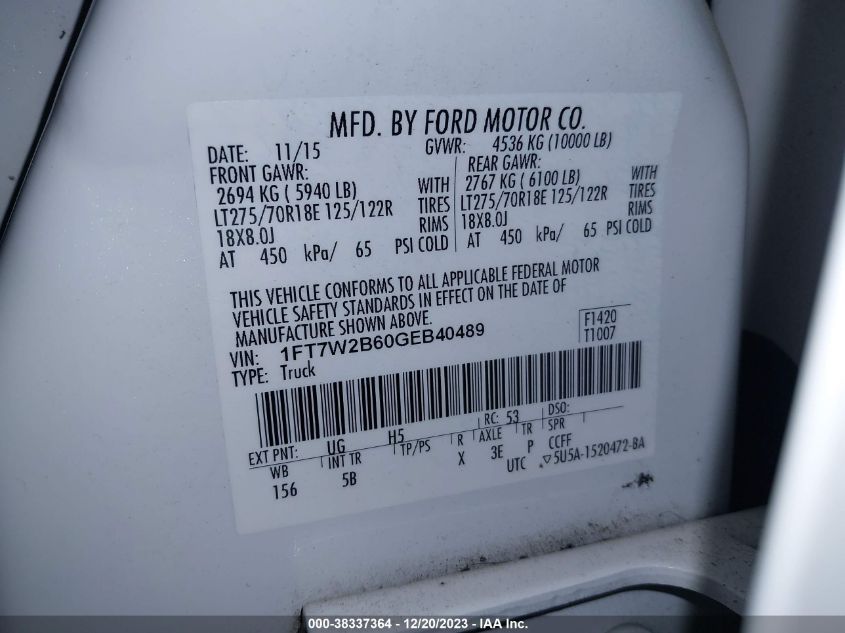 MFD. BY FORD MOTOR CO.
DATE: 11/15 GVWR: 4536 KG (10000 LB)
FRONT GAWR: REAR GAWR:
2694 KG ( 5940 LB) WITH 2767 KG ( 6100 LB) WITH
LT275/70R18E 125/122R TIRES LT275/70R18E 125/122R TIRES
18X8.0J RIMS 18X8.0J RIMS
AT 450 kPa/ 65 PSI COLD AT 450 kPa/ 65 PSI COLD
THIS VEHICLE CONFORMS TO ALL APPLICABLE FEDERAL MOTOR
VEHICLE SAFETY STANDARDS IN EFFECT ON THE DATE OF
MANUFACTURE SHOWN ABOVE.
F1420
VIN: 1FT7W2B60GEB40489
T1007
TYPE: Truck
EXT PNT: UG H5 RC: 53 DSO:
WB INT TR TP/PS R AXLE TR SPR
156 5B X 3E P CCFF
UTC 5U5A-1520472-BA
000-38337364 - 12/20/2023 - IAA Inc.